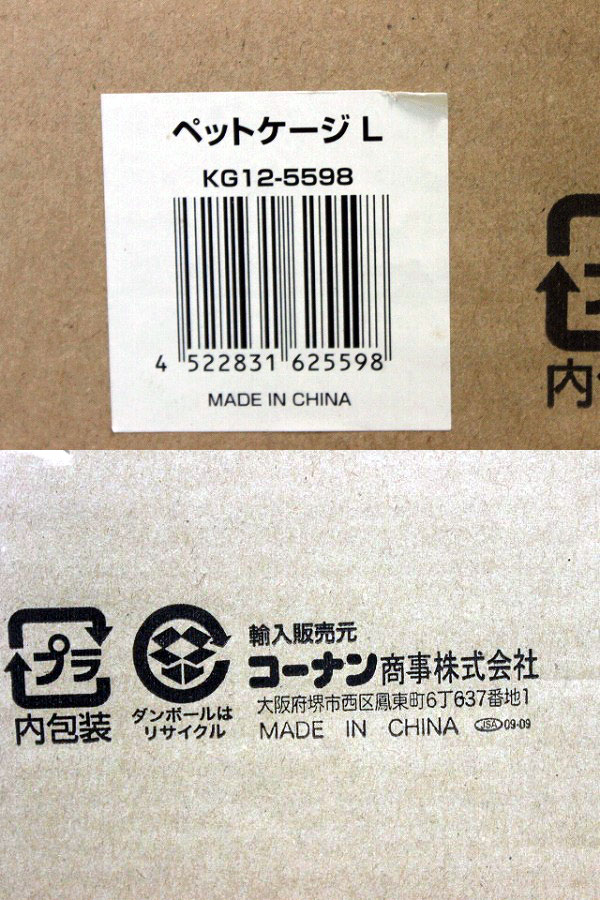 ペットケージ L
KG12-5598
4 522831 625598
MADE IN CHINA
内
プラ
内包装
ダンボールは
リサイクル
輸入販売元
コーナン商事株式会社
大阪府堺市西区鳳東町6丁637番地1
MADE IN CHINA JSA 09-09